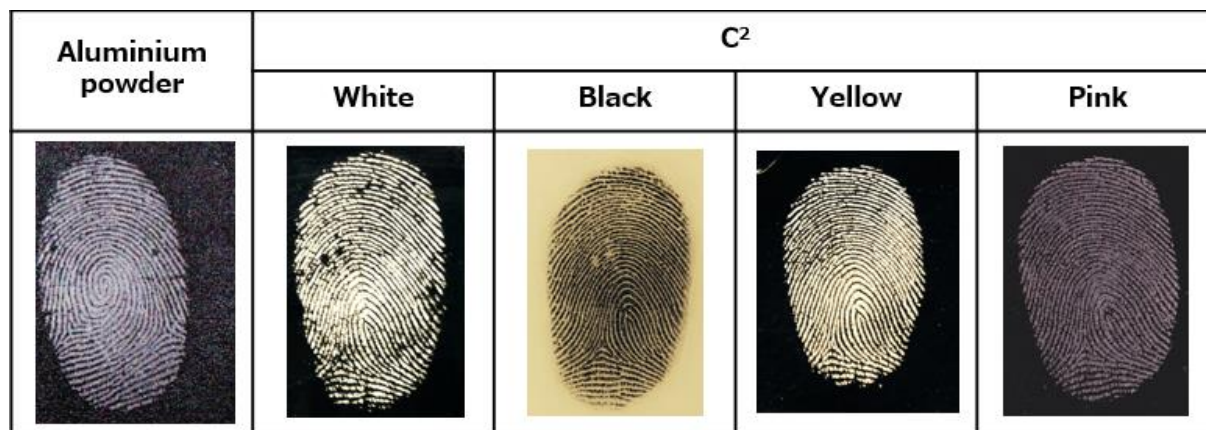 Aluminium
powder
C²
White
Black
Yellow
Pink